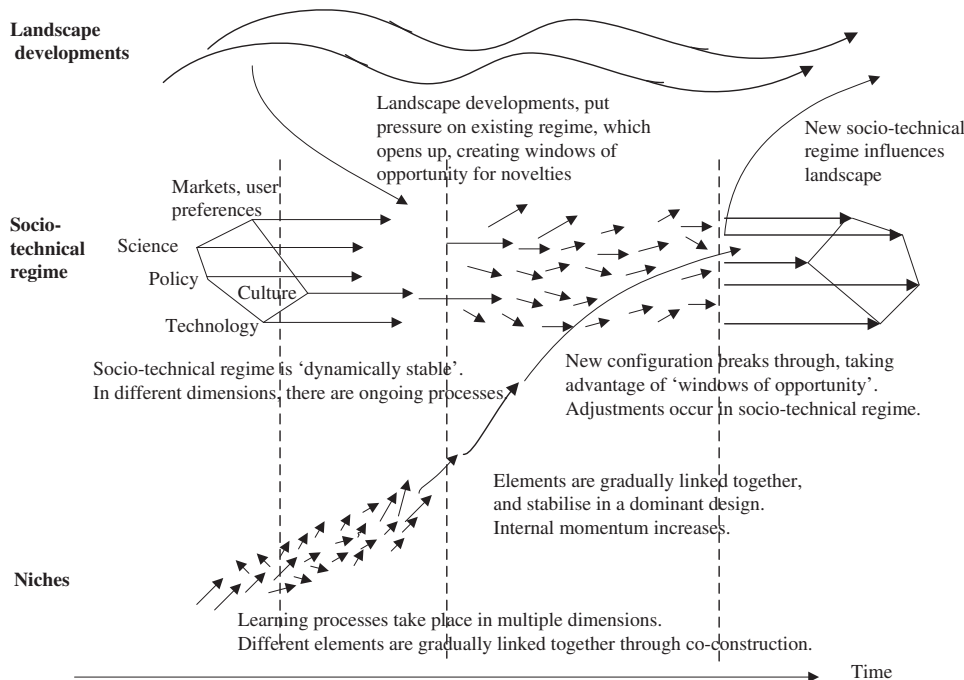 Landscape
developments
Landscape developments, put
pressure on existing regime, which
opens up, creating windows of
opportunity for novelties
New socio-technical
regime influences
landscape
Markets, user
preferences
Socio-
technical
regime
Science
Policy
Culture
Technology
Socio-technical regime is ‘dynamically stable’.
In different dimensions, there are ongoing processes
New configuration breaks through, taking
advantage of ‘windows of opportunity’.
Adjustments occur in socio-technical regime.
Elements are gradually linked together,
and stabilise in a dominant design.
Internal momentum increases.
Niches
Learning processes take place in multiple dimensions.
Different elements are gradually linked together through co-construction.
Time